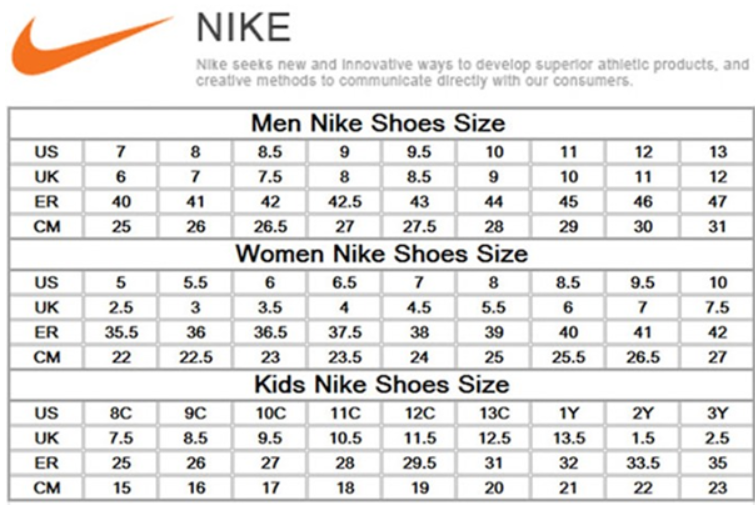 NIKE
Nike seeks new and innovative ways to develop superior athletic products, and
creative methods to communicate directly with our consumers.
Men Nike Shoes Size
US 7 8 8.5 9 9.5 10 11 12 13
UK 6 7 7.5 8 8.5 9 10 11 12
ER 40 41 42 42.5 43 44 45 46 47
CM 25 26 26.5 27 27.5 28 29 30 31
Women Nike Shoes Size
US 5 5.5 6 6.5 7 8 8.5 9.5 10
UK 2.5 3 3.5 4 4.5 5.5 6 7 7.5
ER 35.5 36 36.5 37.5 38 39 40 41 42
CM 22 22.5 23 23.5 24 25 25.5 26.5 27
Kids Nike Shoes Size
US 8C 9C 10C 11C 12C 13C 1Y 2Y 3Y
UK 7.5 8.5 9.5 10.5 11.5 12.5 13.5 1.5 2.5
ER 25 26 27 28 29.5 31 32 33.5 35
CM 15 16 17 18 19 20 21 22 23